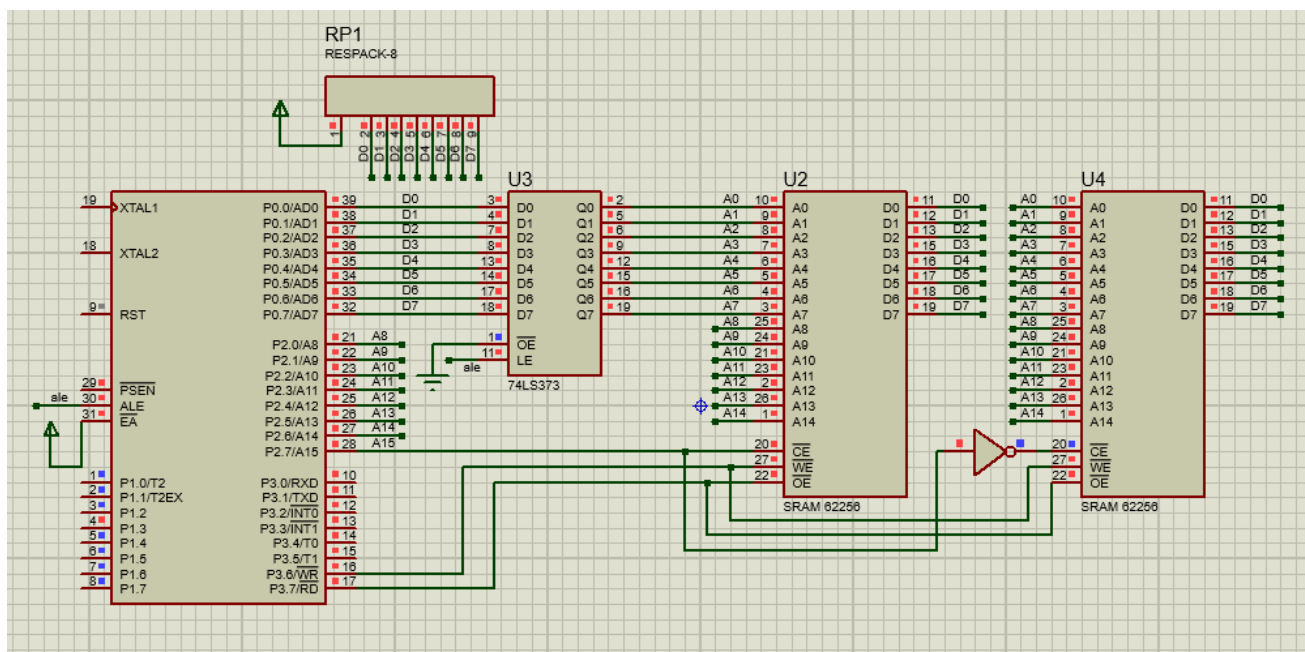 RP1
RESPACK-8
1
2 3 4 5 6 7 8 9
D0 D1 D2 D3 D4 D5 D6 D7
U3
U2
U4
19 XTAL1
18 XTAL2
9 RST
29 PSEN
ale 30 ALE
31 EA
1 P1.0/T2
2 P1.1/T2EX
3 P1.2
4 P1.3
5 P1.4
6 P1.5
7 P1.6
8 P1.7
P0.0/AD0 39 D0
P0.1/AD1 38 D1
P0.2/AD2 37 D2
P0.3/AD3 36 D3
P0.4/AD4 35 D4
P0.5/AD5 34 D5
P0.6/AD6 33 D6
P0.7/AD7 32 D7
P2.0/A8 21 A8
P2.1/A9 22 A9
P2.2/A10 23 A10
P2.3/A11 24 A11
P2.4/A12 25 A12
P2.5/A13 26 A13
P2.6/A14 27 A14
P2.7/A15 28 A15
P3.0/RXD 10
P3.1/TXD 11
P3.2/INT0 12
P3.3/INT1 13
P3.4/T0 14
P3.5/T1 15
P3.6/WR 16
P3.7/RD 17
3 D0 Q0 2
4 D1 Q1 5
7 D2 Q2 6
8 D3 Q3 9
13 D4 Q4 12
14 D5 Q5 15
17 D6 Q6 16
18 D7 Q7 19
1 OE
ale 11 LE
74LS373
A0 10 A0 D0 11 D0
A1 9 A1 D1 12 D1
A2 8 A2 D2 13 D2
A3 7 A3 D3 15 D3
A4 6 A4 D4 16 D4
A5 5 A5 D5 17 D5
A6 4 A6 D6 18 D6
A7 3 A7 D7 19 D7
A8 25 A8
A9 24 A9
A10 21 A10
A11 23 A11
A12 2 A12
A13 26 A13
A14 1 A14
20 CE
27 WE
22 OE
SRAM 62256
A0 10 A0 D0 11 D0
A1 9 A1 D1 12 D1
A2 8 A2 D2 13 D2
A3 7 A3 D3 15 D3
A4 6 A4 D4 16 D4
A5 5 A5 D5 17 D5
A6 4 A6 D6 18 D6
A7 3 A7 D7 19 D7
A8 25 A8
A9 24 A9
A10 21 A10
A11 23 A11
A12 2 A12
A13 26 A13
A14 1 A14
20 CE
27 WE
22 OE
SRAM 62256